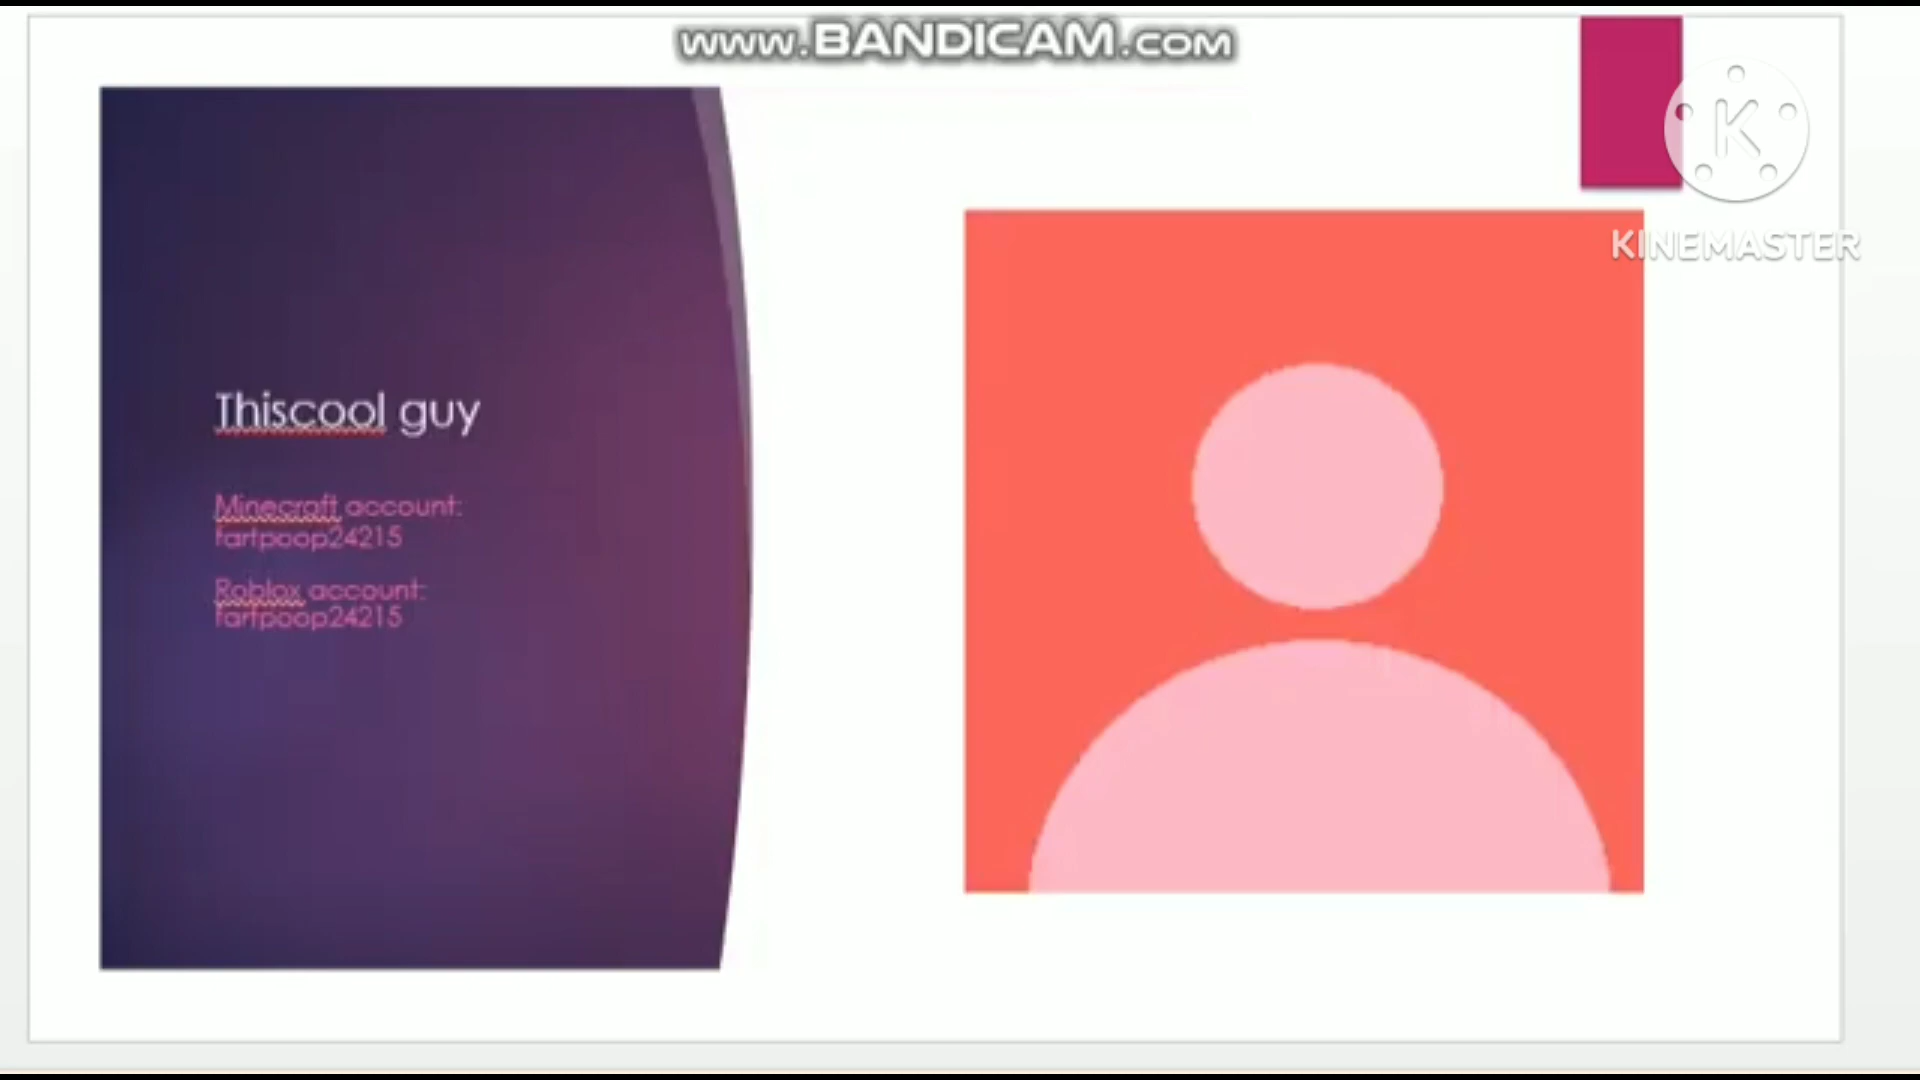 www.BANDICAM.com
K
KINEMASTER
Thiscool guy
Minecraft account:
fartpoop24215
Roblox account:
fartpoop24215